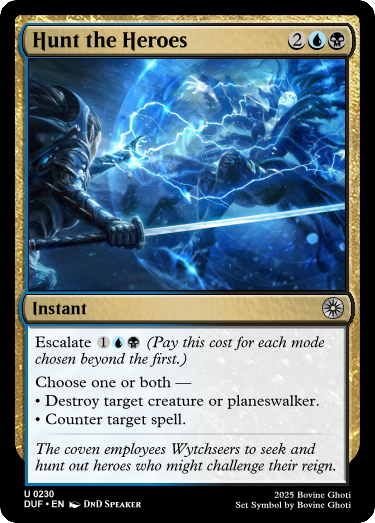 Hunt the Heroes 2
Instant
Escalate 1 (Pay this cost for each mode
chosen beyond the first.)
Choose one or both —
• Destroy target creature or planeswalker.
• Counter target spell.
The coven employees Wytchseers to seek and
hunt out heroes who might challenge their reign.
U 0230 2025 Bovine Ghoti
DUF • EN DnD Speaker Set Symbol by Bovine Ghoti